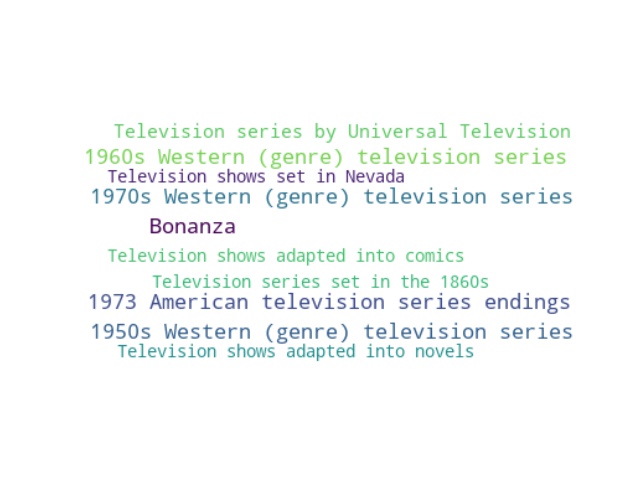 Television series by Universal Television
1960s Western (genre) television series
Television shows set in Nevada
1970s Western (genre) television series
Bonanza
Television shows adapted into comics
Television series set in the 1860s
1973 American television series endings
1950s Western (genre) television series
Television shows adapted into novels